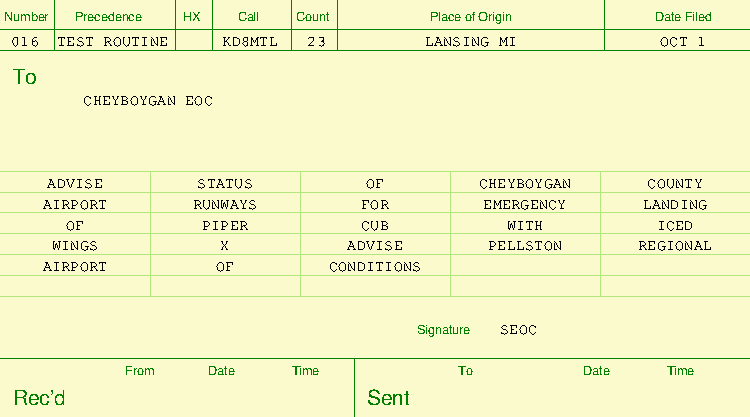 Number Precedence HX Call Count Place of Origin Date Filed
016 TEST ROUTINE KD8MTL 23 LANSING MI OCT 1
To
CHEYBOYGAN EOC
ADVISE STATUS OF CHEYBOYGAN COUNTY
AIRPORT RUNWAYS FOR EMERGENCY LANDING
OF PIPER CUB WITH ICED
WINGS X ADVISE PELLSTON REGIONAL
AIRPORT OF CONDITIONS
Signature SEOC
From Date Time To Date Time
Rec'd Sent